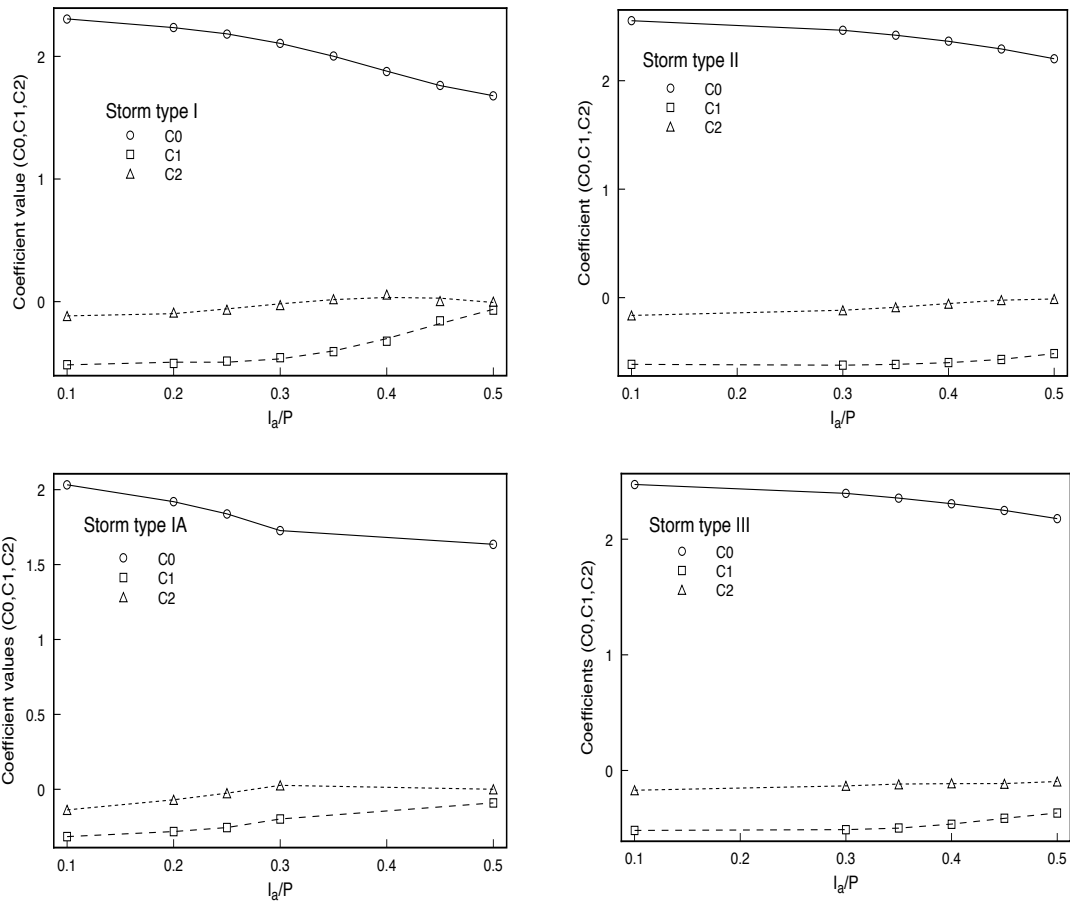 Coefficient value (C0,C1,C2)
2
1
0
Storm type I
C0
C1
C2
0.1 0.2 0.3 0.4 0.5
Ia/P
Coefficient (C0,C1,C2)
2
1
0
Storm type II
C0
C1
C2
0.1 0.2 0.3 0.4 0.5
Ia/P
Coefficient values (C0,C1,C2)
2
1.5
1
0.5
0
Storm type IA
C0
C1
C2
0.1 0.2 0.3 0.4 0.5
Ia/P
Coefficients (C0,C1,C2)
2
1
0
Storm type III
C0
C1
C2
0.1 0.2 0.3 0.4 0.5
Ia/P